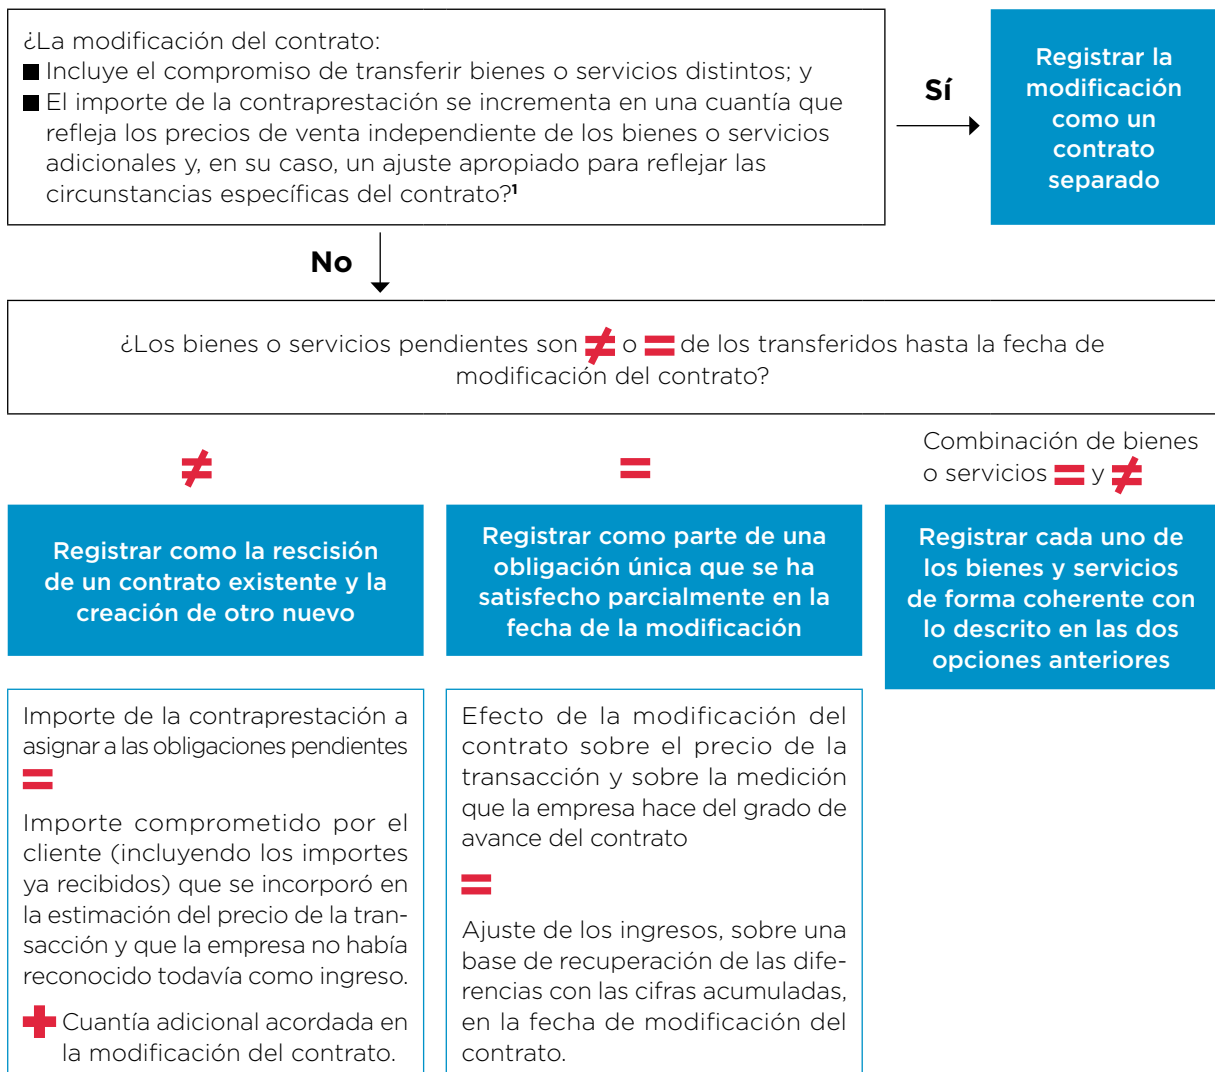 ¿La modificación del contrato:
■ Incluye el compromiso de transferir bienes o servicios distintos; y
■ El importe de la contraprestación se incrementa en una cuantía que
refleja los precios de venta independiente de los bienes o servicios
adicionales y, en su caso, un ajuste apropiado para reflejar las
circunstancias específicas del contrato?¹
Sí
Registrar la
modificación
como un
contrato
separado
No
¿Los bienes o servicios pendientes son ≠ o = de los transferidos hasta la fecha de
modificación del contrato?
≠
=
Combinación de bienes
o servicios = y ≠
Registrar como la rescisión
de un contrato existente y la
creación de otro nuevo
Registrar como parte de una
obligación única que se ha
satisfecho parcialmente en la
fecha de la modificación
Registrar cada uno de
los bienes y servicios
de forma coherente con
lo descrito en las dos
opciones anteriores
Importe de la contraprestación a
asignar a las obligaciones pendientes
=
Importe comprometido por el
cliente (incluyendo los importes
ya recibidos) que se incorporó en
la estimación del precio de la tran-
sacción y que la empresa no había
reconocido todavía como ingreso.
+ Cuantía adicional acordada en
la modificación del contrato.
Efecto de la modificación del
contrato sobre el precio de la
transacción y sobre la medición
que la empresa hace del grado de
avance del contrato
=
Ajuste de los ingresos, sobre una
base de recuperación de las dife-
rencias con las cifras acumuladas,
en la fecha de modificación del
contrato.